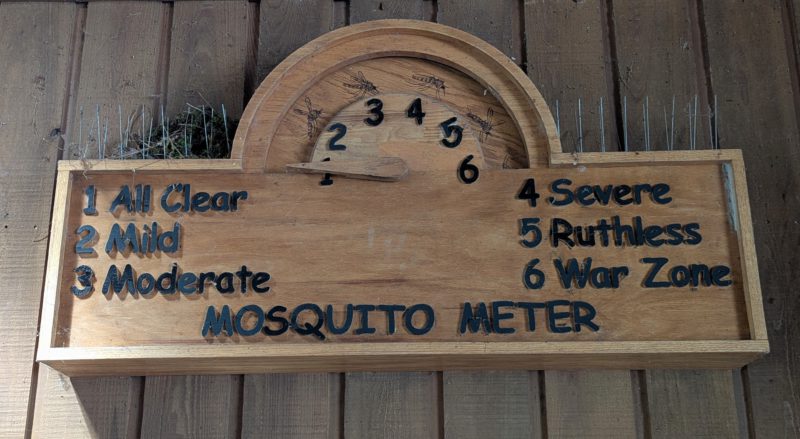 1 2 3 4 5 6
1 All Clear
2 Mild
3 Moderate
4 Severe
5 Ruthless
6 War Zone
MOSQUITO METER